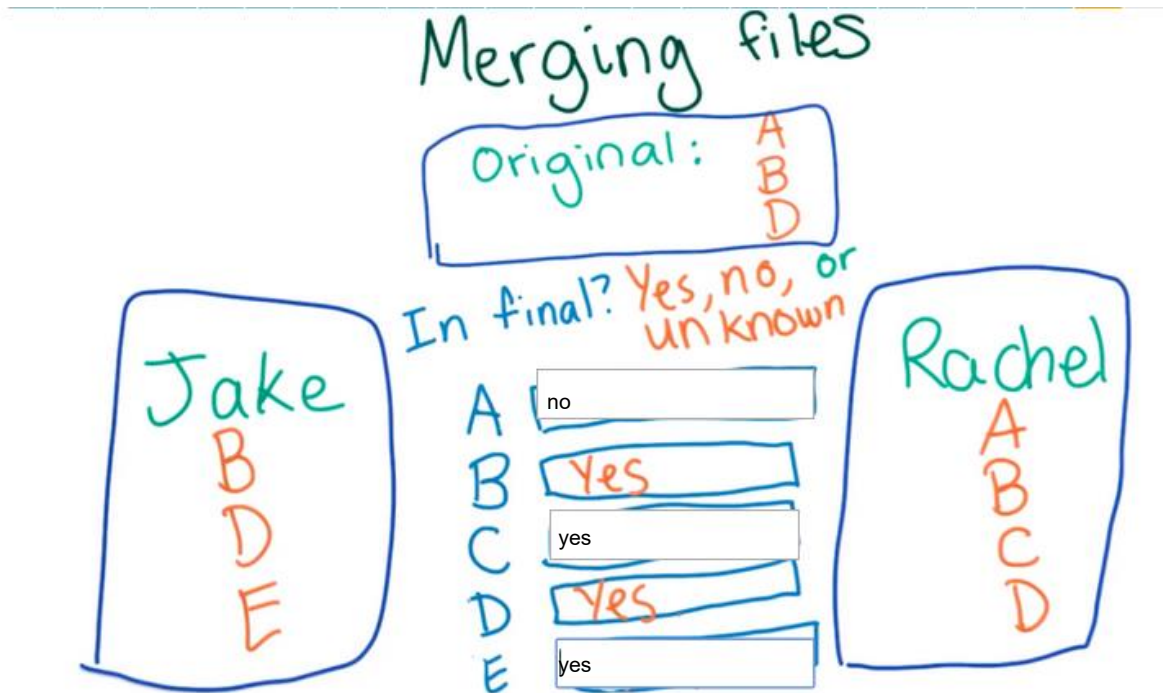 Merging files
Original: A
B
D
In final? Yes, no, or
unknown
Jake
B
D
E
A no
B Yes
C yes
D Yes
E yes
Rachel
A
B
C
D